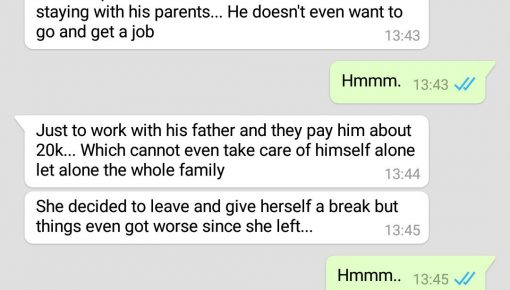 staying with his parents... He doesn't even want to
go and get a job
13:43
Hmmm. 13:43
Just to work with his father and they pay him about
20k... Which cannot even take care of himself alone
let alone the whole family
13:44
She decided to leave and give herself a break but
things even got worse since she left...
13:45
Hmmm.. 13:45